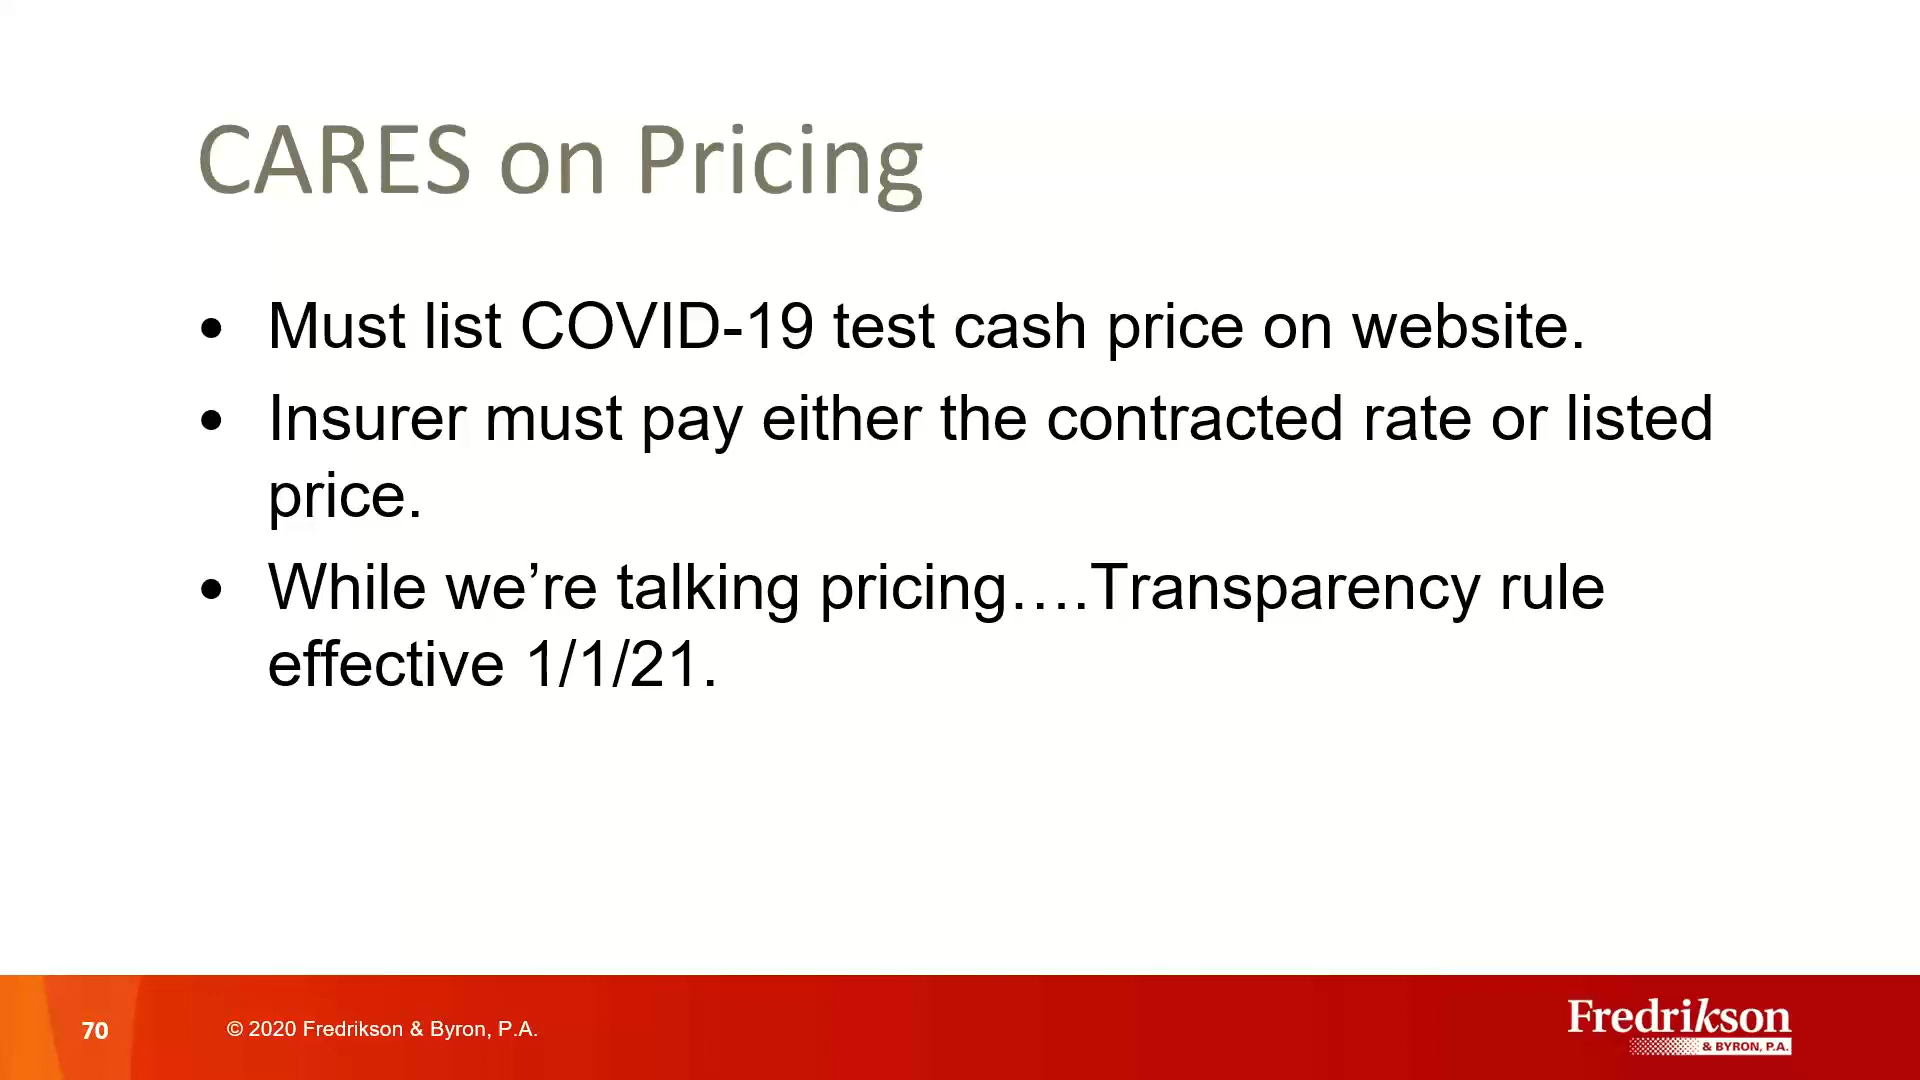 CARES on Pricing
• Must list COVID-19 test cash price on website.
• Insurer must pay either the contracted rate or listed
price.
• While we’re talking pricing….Transparency rule
effective 1/1/21.
70
© 2020 Fredrikson & Byron, P.A.
Fredrikson
& BYRON, P.A.